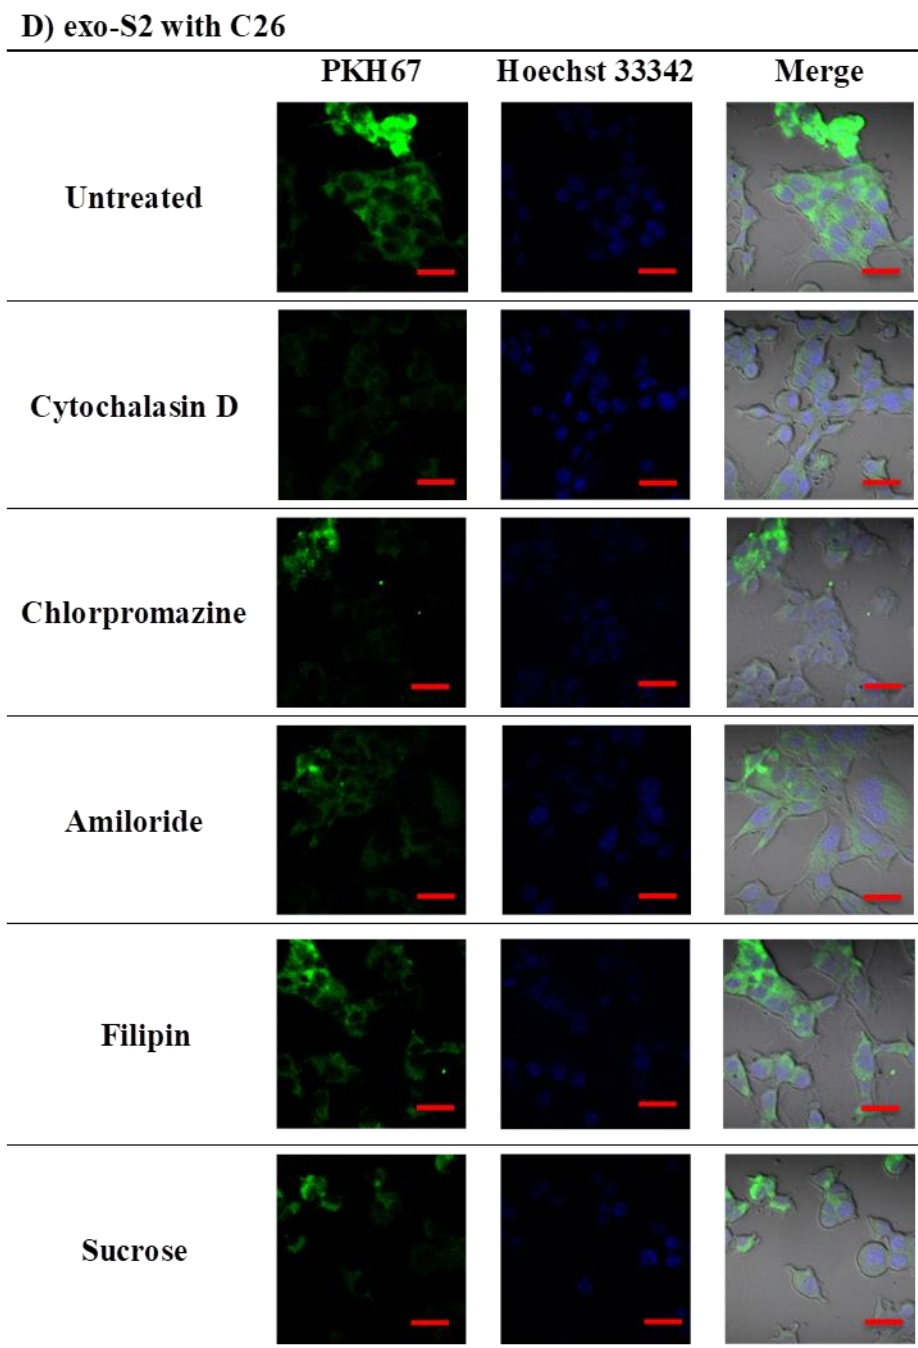 D) exo-S2 with C26
PKH67 Hoechst 33342 Merge
Untreated
Cytochalasin D
Chlorpromazine
Amiloride
Filipin
Sucrose